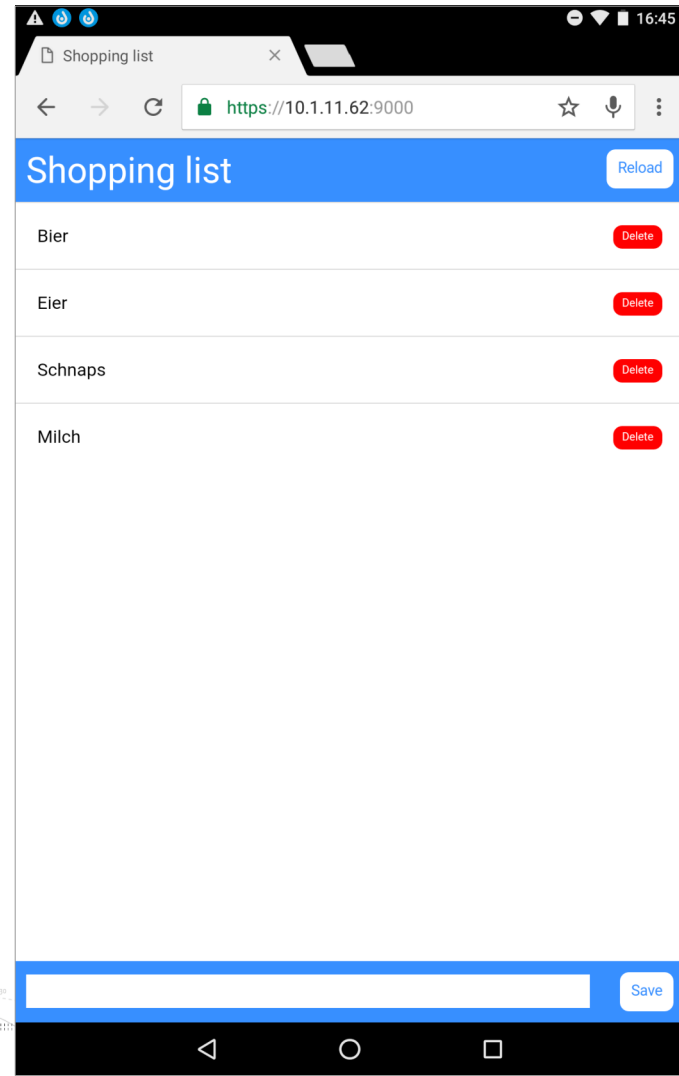 16:45
Shopping list
https://10.1.11.62:9000
Shopping list Reload
Bier Delete
Eier Delete
Schnaps Delete
Milch Delete
Save